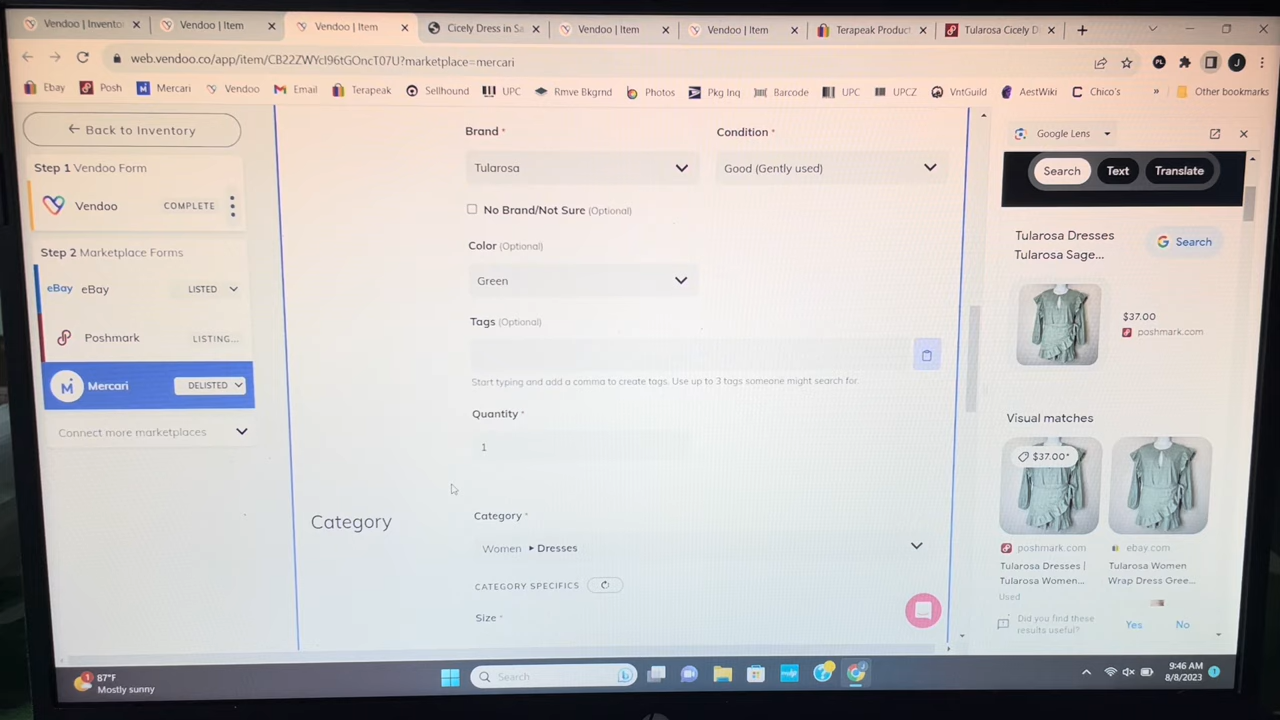 Vendoo | Invento
Vendoo | Item
Vendoo | Item
Cicely Dress in Sa
Vendoo | Item
Vendoo | Item
Terapeak Product
Tularosa Cicely D
web.vendoo.co/app/item/CB22ZWYcI96tGOncT07U?marketplace=mercari
Ebay
Posh
Mercari
Vendoo
Email
Terapeak
Sellhound
UPC
Rmve Bkgrnd
Photos
Pkg Inq
Barcode
UPC
UPCZ
VntGuild
AestWiki
Chico's
»
Other bookmarks
← Back to Inventory
Step 1 Vendoo Form
Vendoo COMPLETE
Step 2 Marketplace Forms
eBay eBay LISTED
Poshmark LISTING...
Mercari DELISTED
Connect more marketplaces
Brand *
Condition *
Tularosa
Good (Gently used)
No Brand/Not Sure (Optional)
Color (Optional)
Green
Tags (Optional)
Start typing and add a comma to create tags. Use up to 3 tags someone might search for.
Quantity *
1
Category
Category *
Women ▸ Dresses
CATEGORY SPECIFICS
Size *
Google Lens
Search
Text
Translate
Tularosa Dresses
Tularosa Sage...
Search
$37.00
poshmark.com
Visual matches
$37.00*
poshmark.com
Tularosa Dresses |
Tularosa Women...
Used
ebay.com
Tularosa Women
Wrap Dress Gree...
Did you find these
results useful?
Yes
No
1
87°F
Mostly sunny
Search
9:46 AM
8/8/2023
1